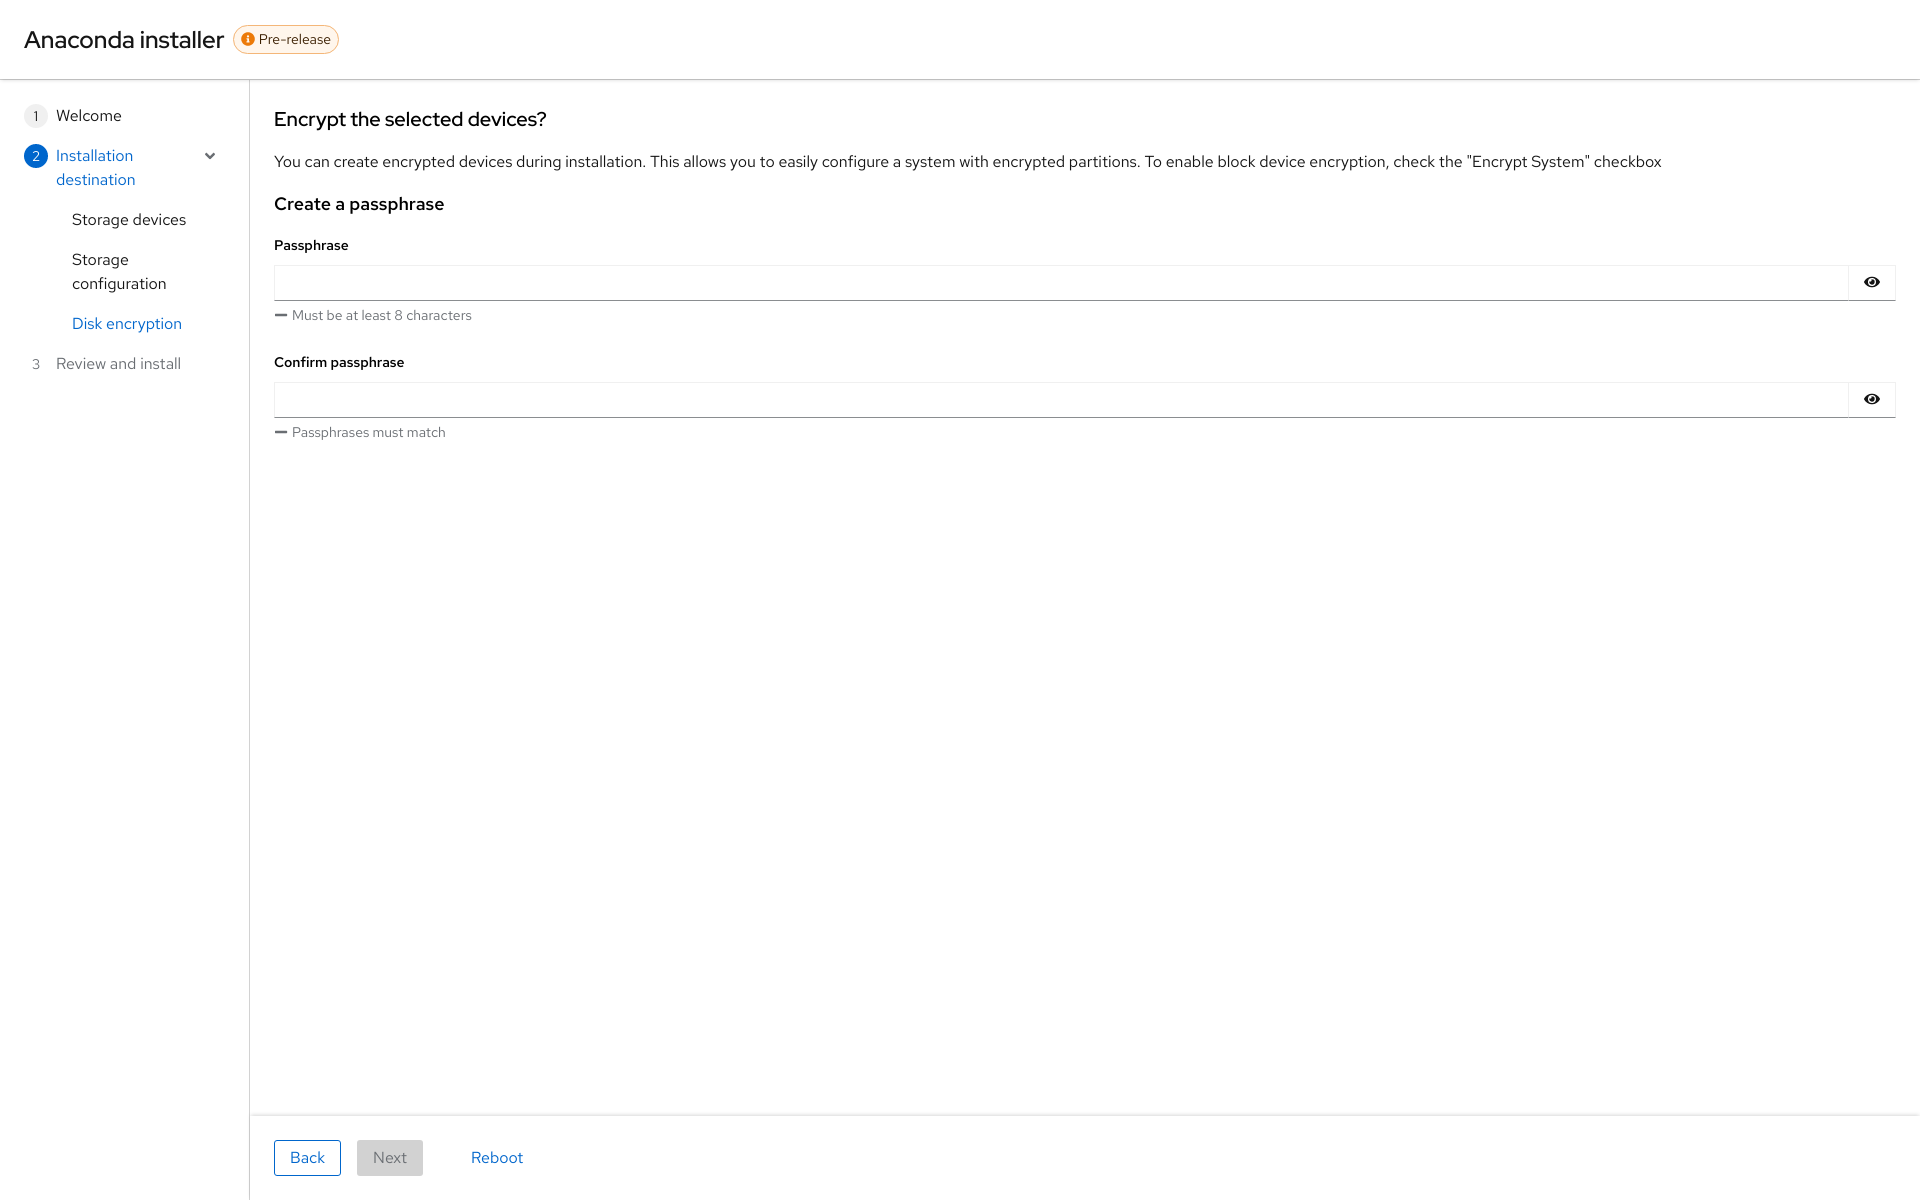 Anaconda installer
Pre-release
1 Welcome
2 Installation
destination
Storage devices
Storage
configuration
Disk encryption
3 Review and install
Encrypt the selected devices?
You can create encrypted devices during installation. This allows you to easily configure a system with encrypted partitions. To enable block device encryption, check the "Encrypt System" checkbox
Create a passphrase
Passphrase
Must be at least 8 characters
Confirm passphrase
Passphrases must match
Back
Next
Reboot